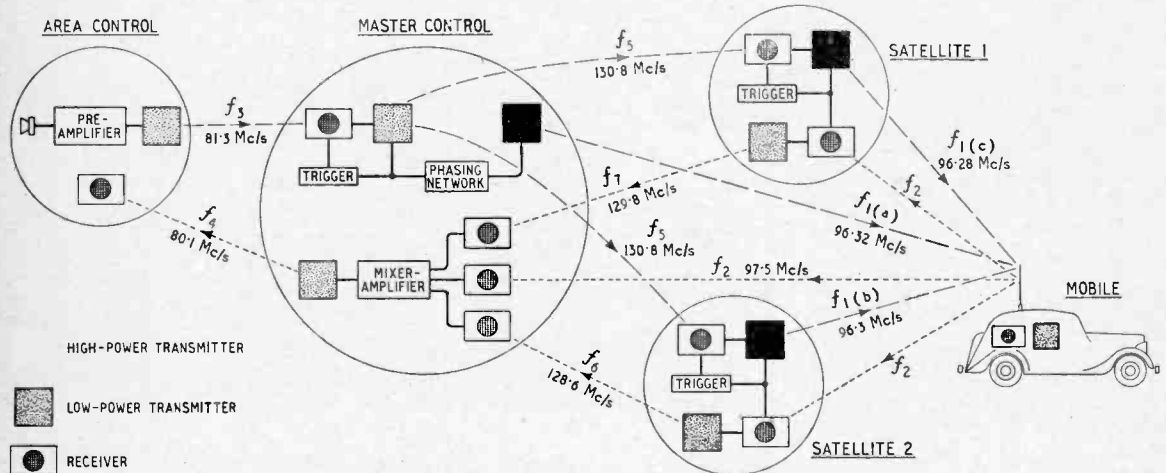 AREA CONTROL
PRE-
AMPLIFIER
f3
81·3 Mc/s
f4
80·1 Mc/s
MASTER CONTROL
TRIGGER
PHASING
NETWORK
MIXER-
AMPLIFIER
f5
130·8 Mc/s
f7
129·8 Mc/s
f5
130·8 Mc/s
f2 97·5 Mc/s
f6
128·6 Mc/s
SATELLITE 1
TRIGGER
f1(c)
96·28 Mc/s
f2
f1(a)
96·32 Mc/s
f1(b)
96·3 Mc/s
f2
TRIGGER
SATELLITE 2
MOBILE
HIGH-POWER TRANSMITTER
LOW-POWER TRANSMITTER
RECEIVER